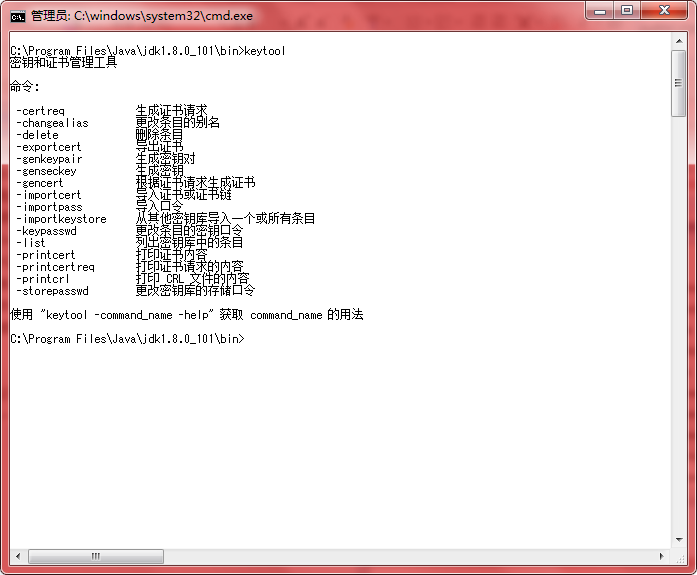 管理员: C:\windows\system32\cmd.exe
C:\Program Files\Java\jdk1.8.0_101\bin>keytool
密钥和证书管理工具
命令:
-certreq 生成证书请求
-changealias 更改条目的别名
-delete 删除条目
-exportcert 导出证书
-genkeypair 生成密钥对
-genseckey 生成密钥
-gencert 根据证书请求生成证书
-importcert 导入证书或证书链
-importpass 导入口令
-importkeystore 从其他密钥库导入一个或所有条目
-keypasswd 更改条目的密钥口令
-list 列出密钥库中的条目
-printcert 打印证书内容
-printcertreq 打印证书请求的内容
-printcrl 打印 CRL 文件的内容
-storepasswd 更改密钥库的存储口令
使用 "keytool -command_name -help" 获取 command_name 的用法
C:\Program Files\Java\jdk1.8.0_101\bin>